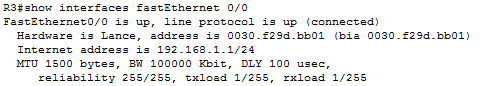 R3#show interfaces fastEthernet 0/0
FastEthernet0/0 is up, line protocol is up (connected)
Hardware is Lance, address is 0030.f29d.bb01 (bia 0030.f29d.bb01)
Internet address is 192.168.1.1/24
MTU 1500 bytes, BW 100000 Kbit, DLY 100 usec,
reliability 255/255, txload 1/255, rxload 1/255